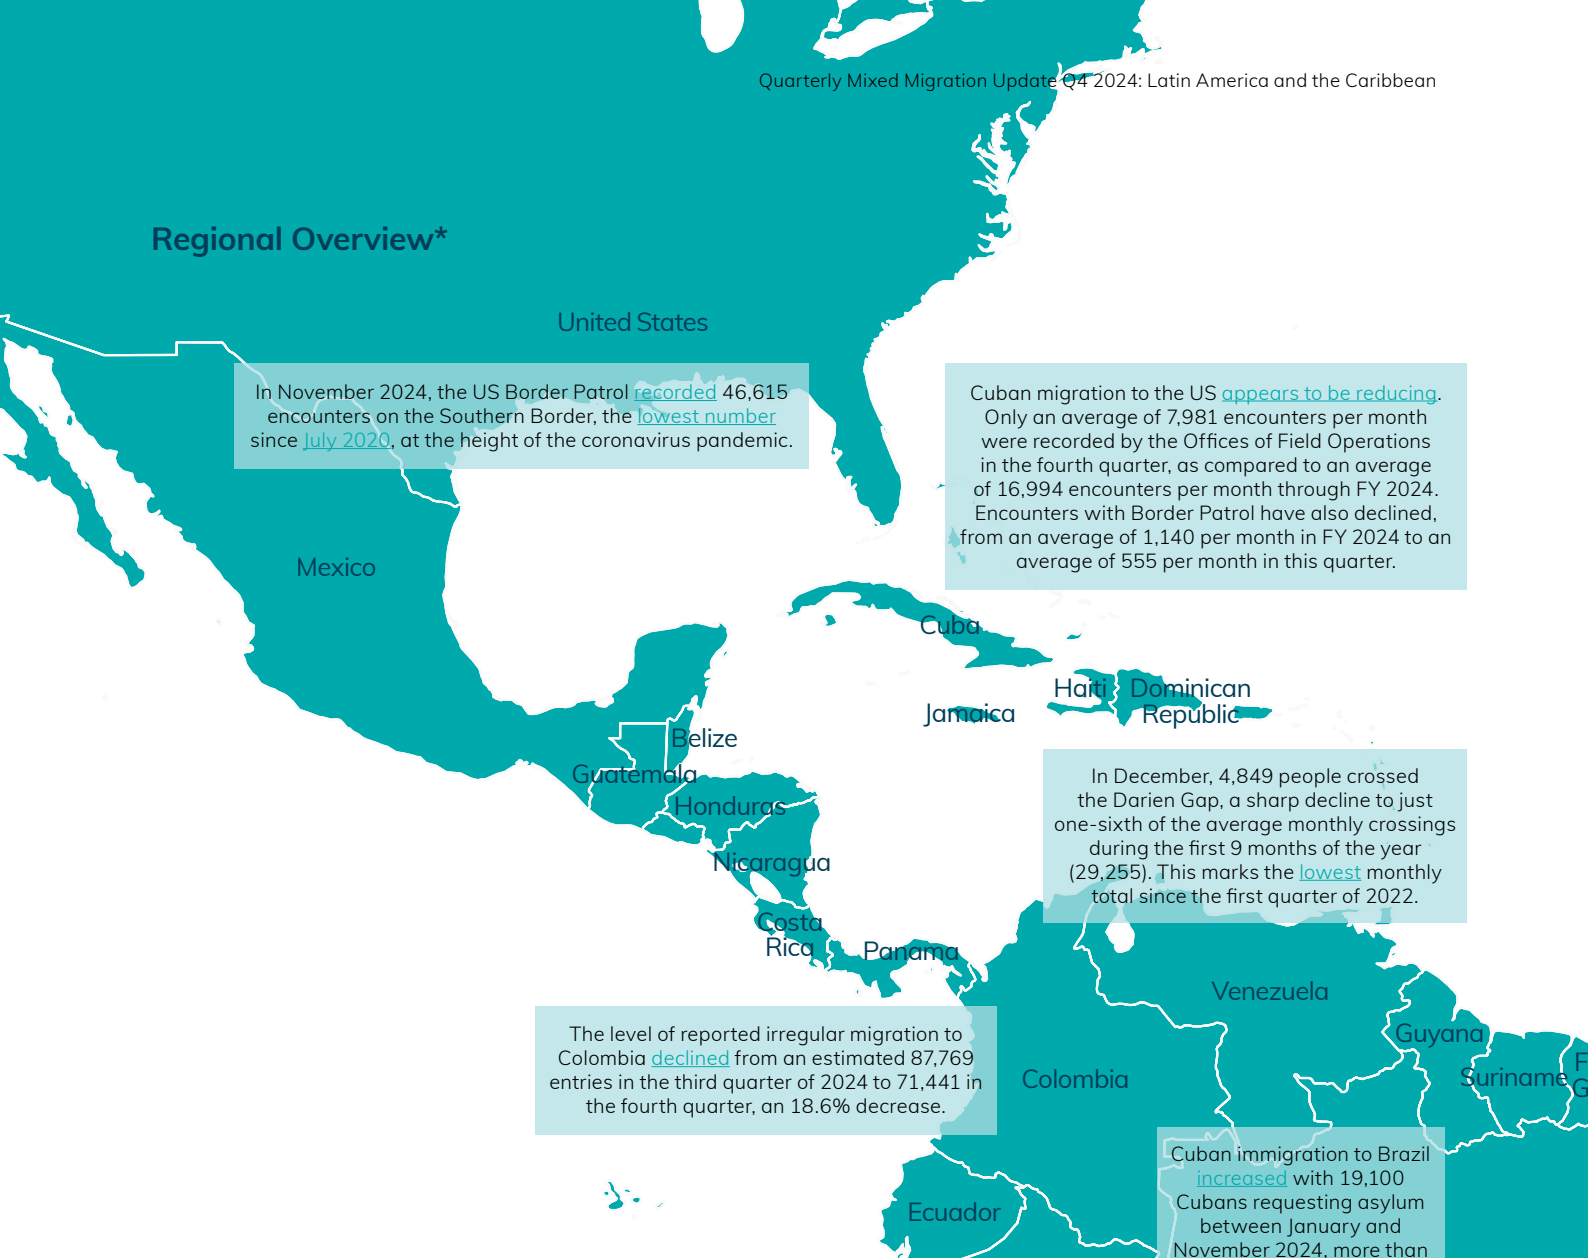 Quarterly Mixed Migration Update Q4 2024: Latin America and the Caribbean
Regional Overview*
United States
In November 2024, the US Border Patrol recorded 46,615
encounters on the Southern Border, the lowest number
since July 2020, at the height of the coronavirus pandemic.
Cuban migration to the US appears to be reducing.
Only an average of 7,981 encounters per month
were recorded by the Offices of Field Operations
in the fourth quarter, as compared to an average
of 16,994 encounters per month through FY 2024.
Encounters with Border Patrol have also declined,
from an average of 1,140 per month in FY 2024 to an
average of 555 per month in this quarter.
Mexico
Cuba
Haiti
Dominican
Republic
Jamaica
Belize
Guatemala
Honduras
Nicaragua
In December, 4,849 people crossed
the Darien Gap, a sharp decline to just
one-sixth of the average monthly crossings
during the first 9 months of the year
(29,255). This marks the lowest monthly
total since the first quarter of 2022.
Costa
Rica
Panama
Venezuela
Guyana
Suriname
F
G
Colombia
The level of reported irregular migration to
Colombia declined from an estimated 87,769
entries in the third quarter of 2024 to 71,441 in
the fourth quarter, an 18.6% decrease.
Ecuador
Cuban immigration to Brazil
increased with 19,100
Cubans requesting asylum
between January and
November 2024, more than